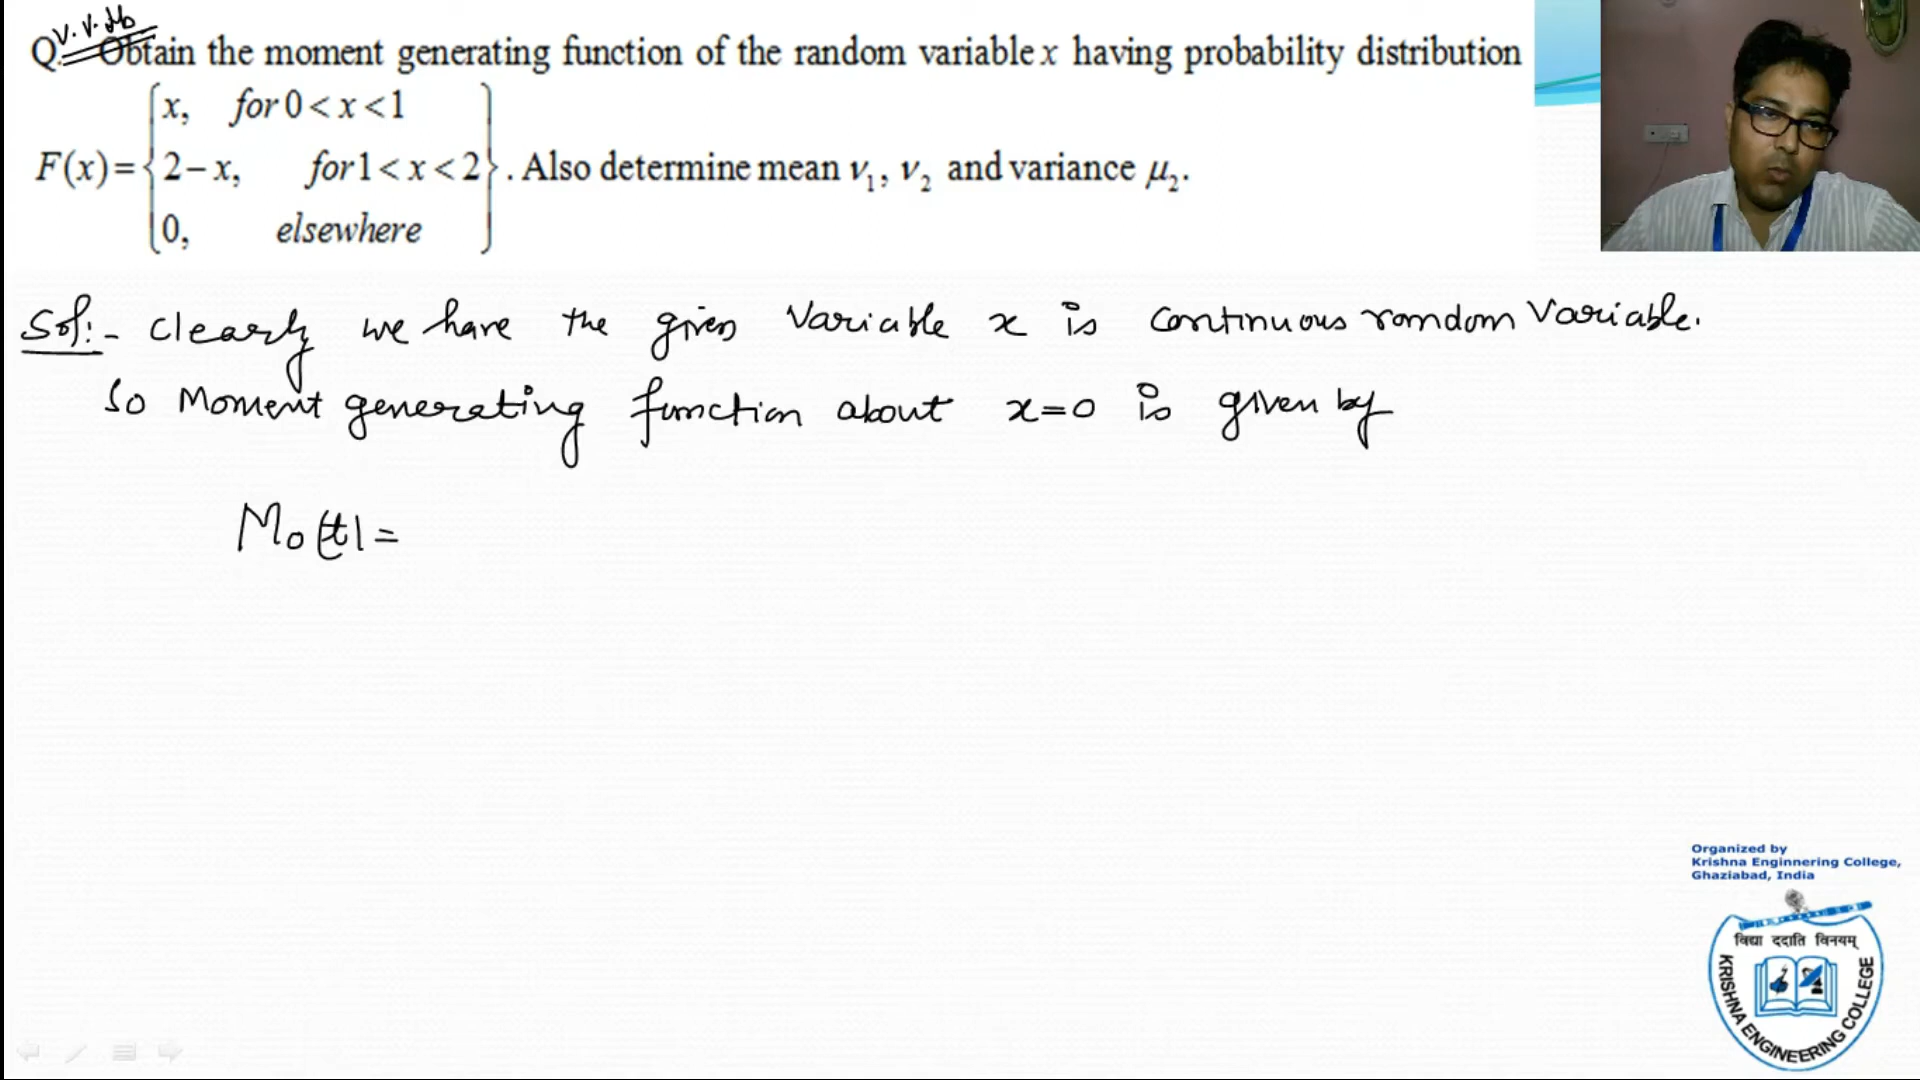 V.V.Ib
Q. Obtain the moment generating function of the random variable x having probability distribution
F(x)= { x, for 0 < x < 1
2 − x, for 1 < x < 2 } . Also determine mean ν₁, ν₂ and variance μ₂.
0, elsewhere
Sol:- Clearly we have the given Variable x is continuous random Variable.
So Moment generating function about x=0 is given by
M₀(t) =
Organized by
Krishna Enginnering College,
Ghaziabad, India
विद्या ददाति विनयम्
KRISHNA ENGINEERING COLLEGE